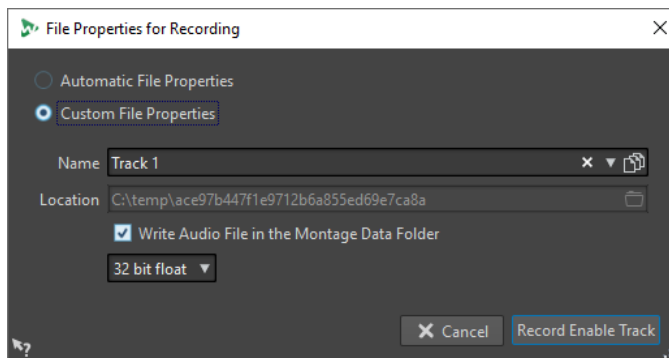 File Properties for Recording
Automatic File Properties
Custom File Properties
Name Track 1
Location C:\temp\ace97b447f1e9712b6a855ed69e7ca8a
Write Audio File in the Montage Data Folder
32 bit float
Cancel Record Enable Track